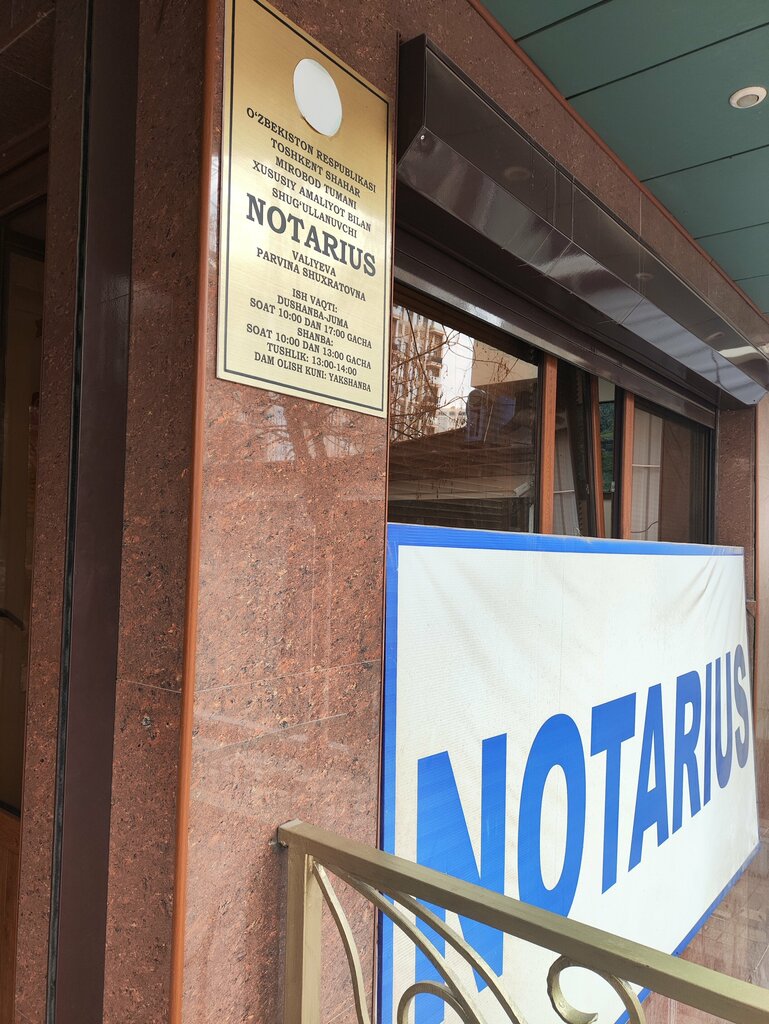 O'ZBEKISTON RESPUBLIKASI
TOSHKENT SHAHAR
MIROBOD TUMANI
XUSUSIY AMALIYOT BILAN
SHUG'ULLANUVCHI
NOTARIUS
VALIYEVA
PARVINA SHUXRATOVNA
ISH VAQTI:
DUSHANBA-JUMA
SOAT 10:00 DAN 17:00 GACHA
SHANBA:
SOAT 10:00 DAN 13:00 GACHA
TUSHLIK: 13:00-14:00
DAM OLISH KUNI: YAKSHANBA
NOTARIUS